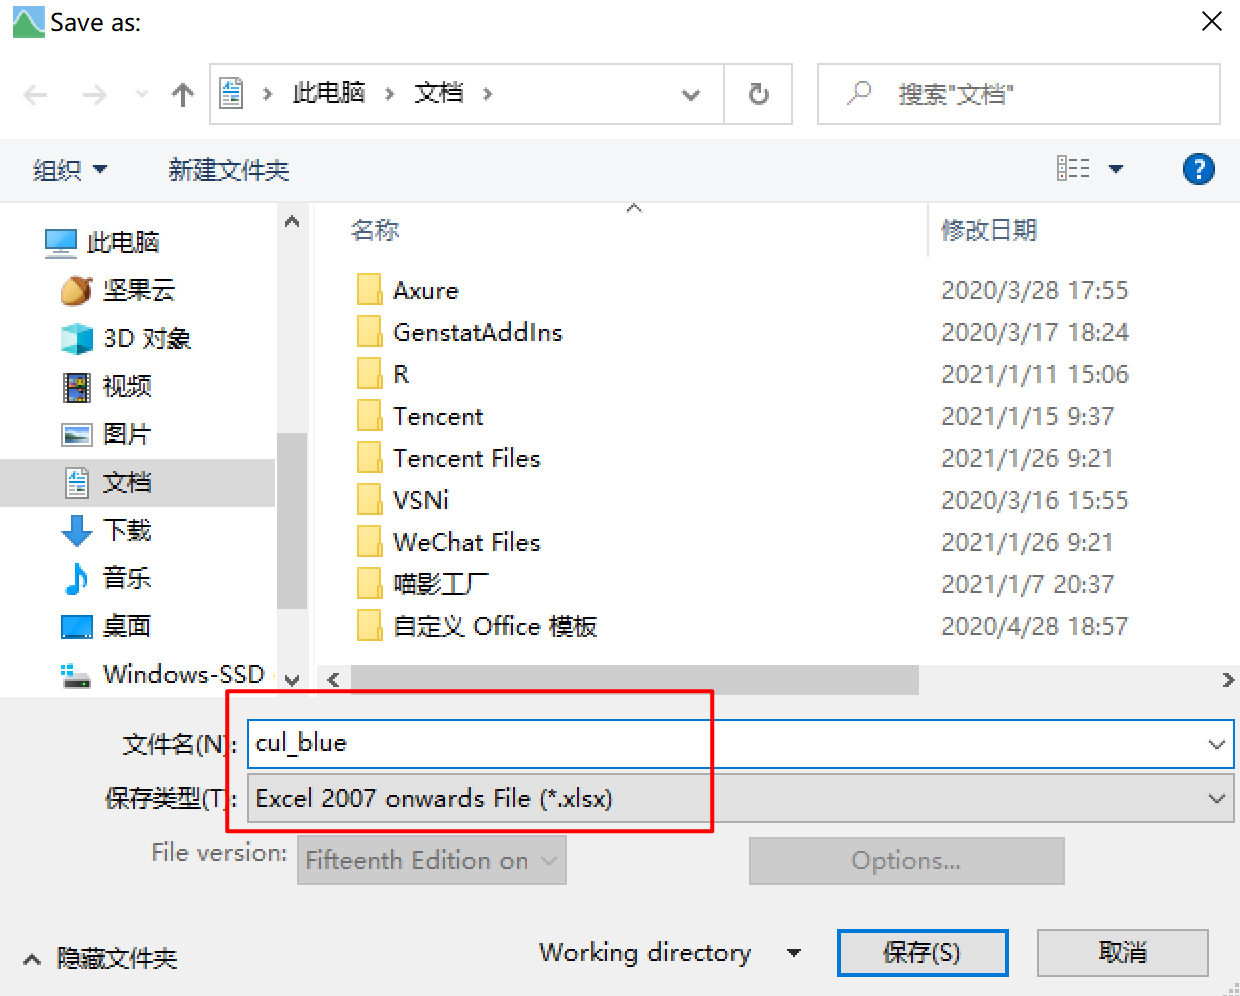 Save as:
此电脑 文档
搜索"文档"
组织 新建文件夹
名称 修改日期
此电脑
坚果云
3D 对象
视频
图片
文档
下载
音乐
桌面
Windows-SSD
Axure 2020/3/28 17:55
GenstatAddIns 2020/3/17 18:24
R 2021/1/11 15:06
Tencent 2021/1/15 9:37
Tencent Files 2021/1/26 9:21
VSNi 2020/3/16 15:55
WeChat Files 2021/1/26 9:21
喵影工厂 2021/1/7 20:37
自定义 Office 模板 2020/4/28 18:57
文件名(N): cul_blue
保存类型(T): Excel 2007 onwards File (*.xlsx)
File version: Fifteenth Edition on Options...
隐藏文件夹 Working directory 保存(S) 取消